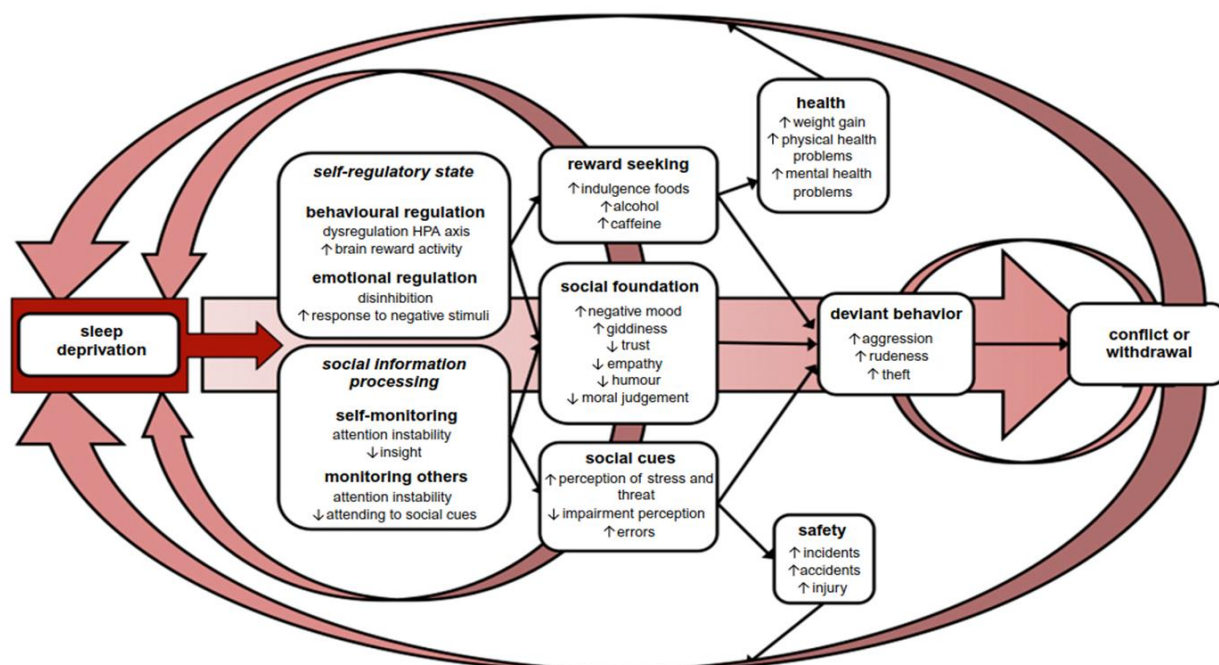 sleep
deprivation
self-regulatory state
behavioural regulation
dysregulation HPA axis
↑ brain reward activity
emotional regulation
disinhibition
↑ response to negative stimuli
social information
processing
self-monitoring
attention instability
↓ insight
monitoring others
attention instability
↓ attending to social cues
reward seeking
↑ indulgence foods
↑ alcohol
↑ caffeine
social foundation
↑ negative mood
↑ giddiness
↓ trust
↓ empathy
↓ humour
↓ moral judgement
social cues
↑ perception of stress and
threat
↓ impairment perception
↑ errors
health
↑ weight gain
↑ physical health
problems
↑ mental health
problems
deviant behavior
↑ aggression
↑ rudeness
↑ theft
safety
↑ incidents
↑ accidents
↑ injury
conflict or
withdrawal